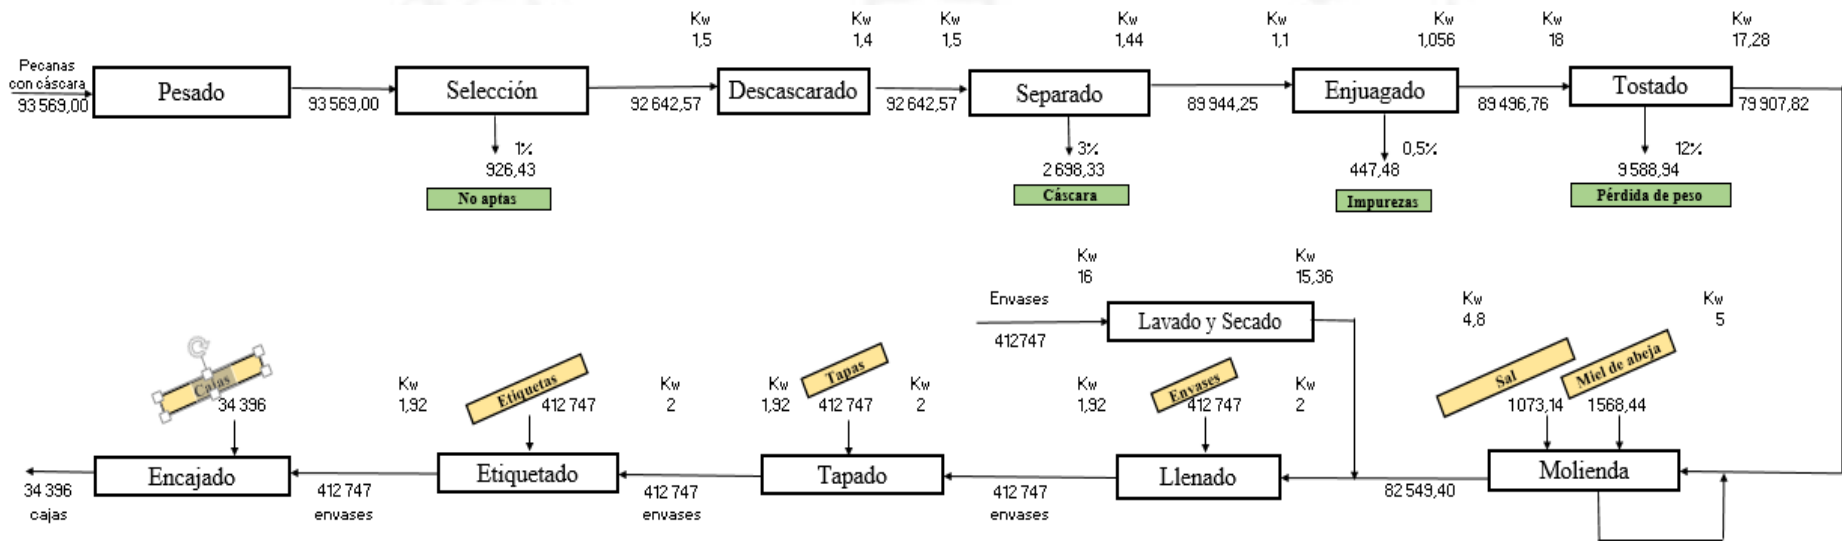 Kw Kw Kw Kw Kw Kw Kw Kw
1,5 1,4 1,5 1,44 1,1 1,056 18 17,28
Pecanas
con cáscara
93 569,00
Pesado
93 569,00
Selección
92 642,57
Descascarado
92 642,57
Separado
89 944,25
Enjuagado
89 496,76
Tostado
79 907,82
1%
926,43
No aptas
3%
2 698,33
Cáscara
0,5%
447,48
Impurezas
12%
9 588,94
Pérdida de peso
Kw
16
Kw
15,36
Envases
412747
Lavado y Secado
Kw
4,8
Kw
5
Cajas
34 396
Kw
1,92
Etiquetas
412 747
Kw
2
Kw
1,92
Tapas
412 747
Kw
2
Kw
1,92
Envases
412 747
Kw
2
Sal
1073,14
Miel de abeja
1568,44
Encajado
Etiquetado
Tapado
Llenado
Molienda
34 396
cajas
412 747
envases
412 747
envases
412 747
envases
82 549,40